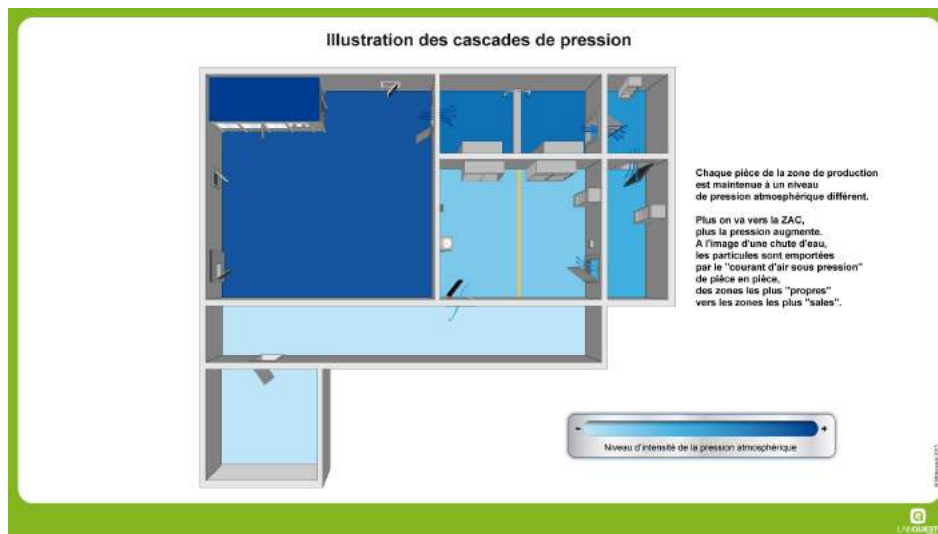 Illustration des cascades de pression
Chaque pièce de la zone de production
est maintenue à un niveau
de pression atmosphérique différent.
Plus on va vers la ZAC,
plus la pression augmente.
A l'image d'une chute d'eau,
les particules sont emportées
par le "courant d'air sous pression"
de pièce en pièce,
des zones les plus "propres"
vers les zones les plus "sales".
- +
Niveau d'intensité de la pression atmosphérique